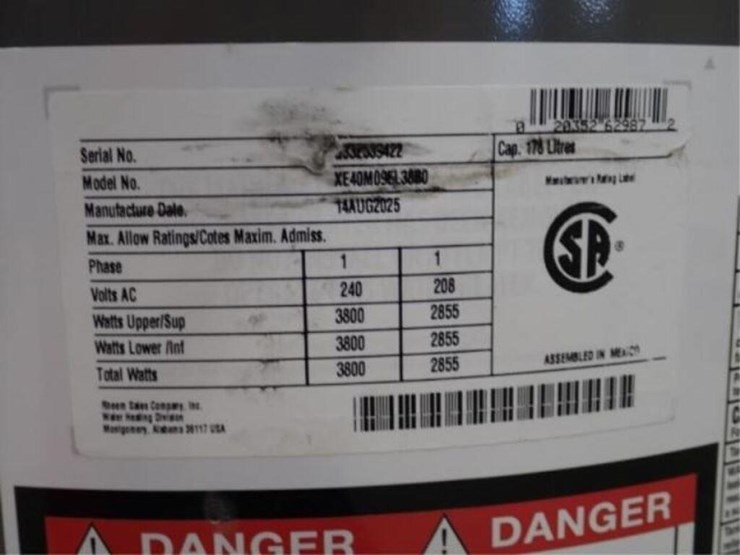 0 20352 62987 2
Serial No.
Cap. 178 Litres
Model No. XE40M09EL38B0
Manufacturer's Rating Label
Manufacture Date. 14AUG2025
Max. Allow Ratings/Cotes Maxim. Admiss.
Phase 1 1
Volts AC 240 208
Watts Upper/Sup 3800 2855
Watts Lower /Inf 3800 2855
Total Watts 3800 2855
SA ®
ASSEMBLED IN MEXICO
Rheem Sales Company, Inc.
Water Heating Division
Montgomery, Alabama 36117 USA
DANGER
DANGER